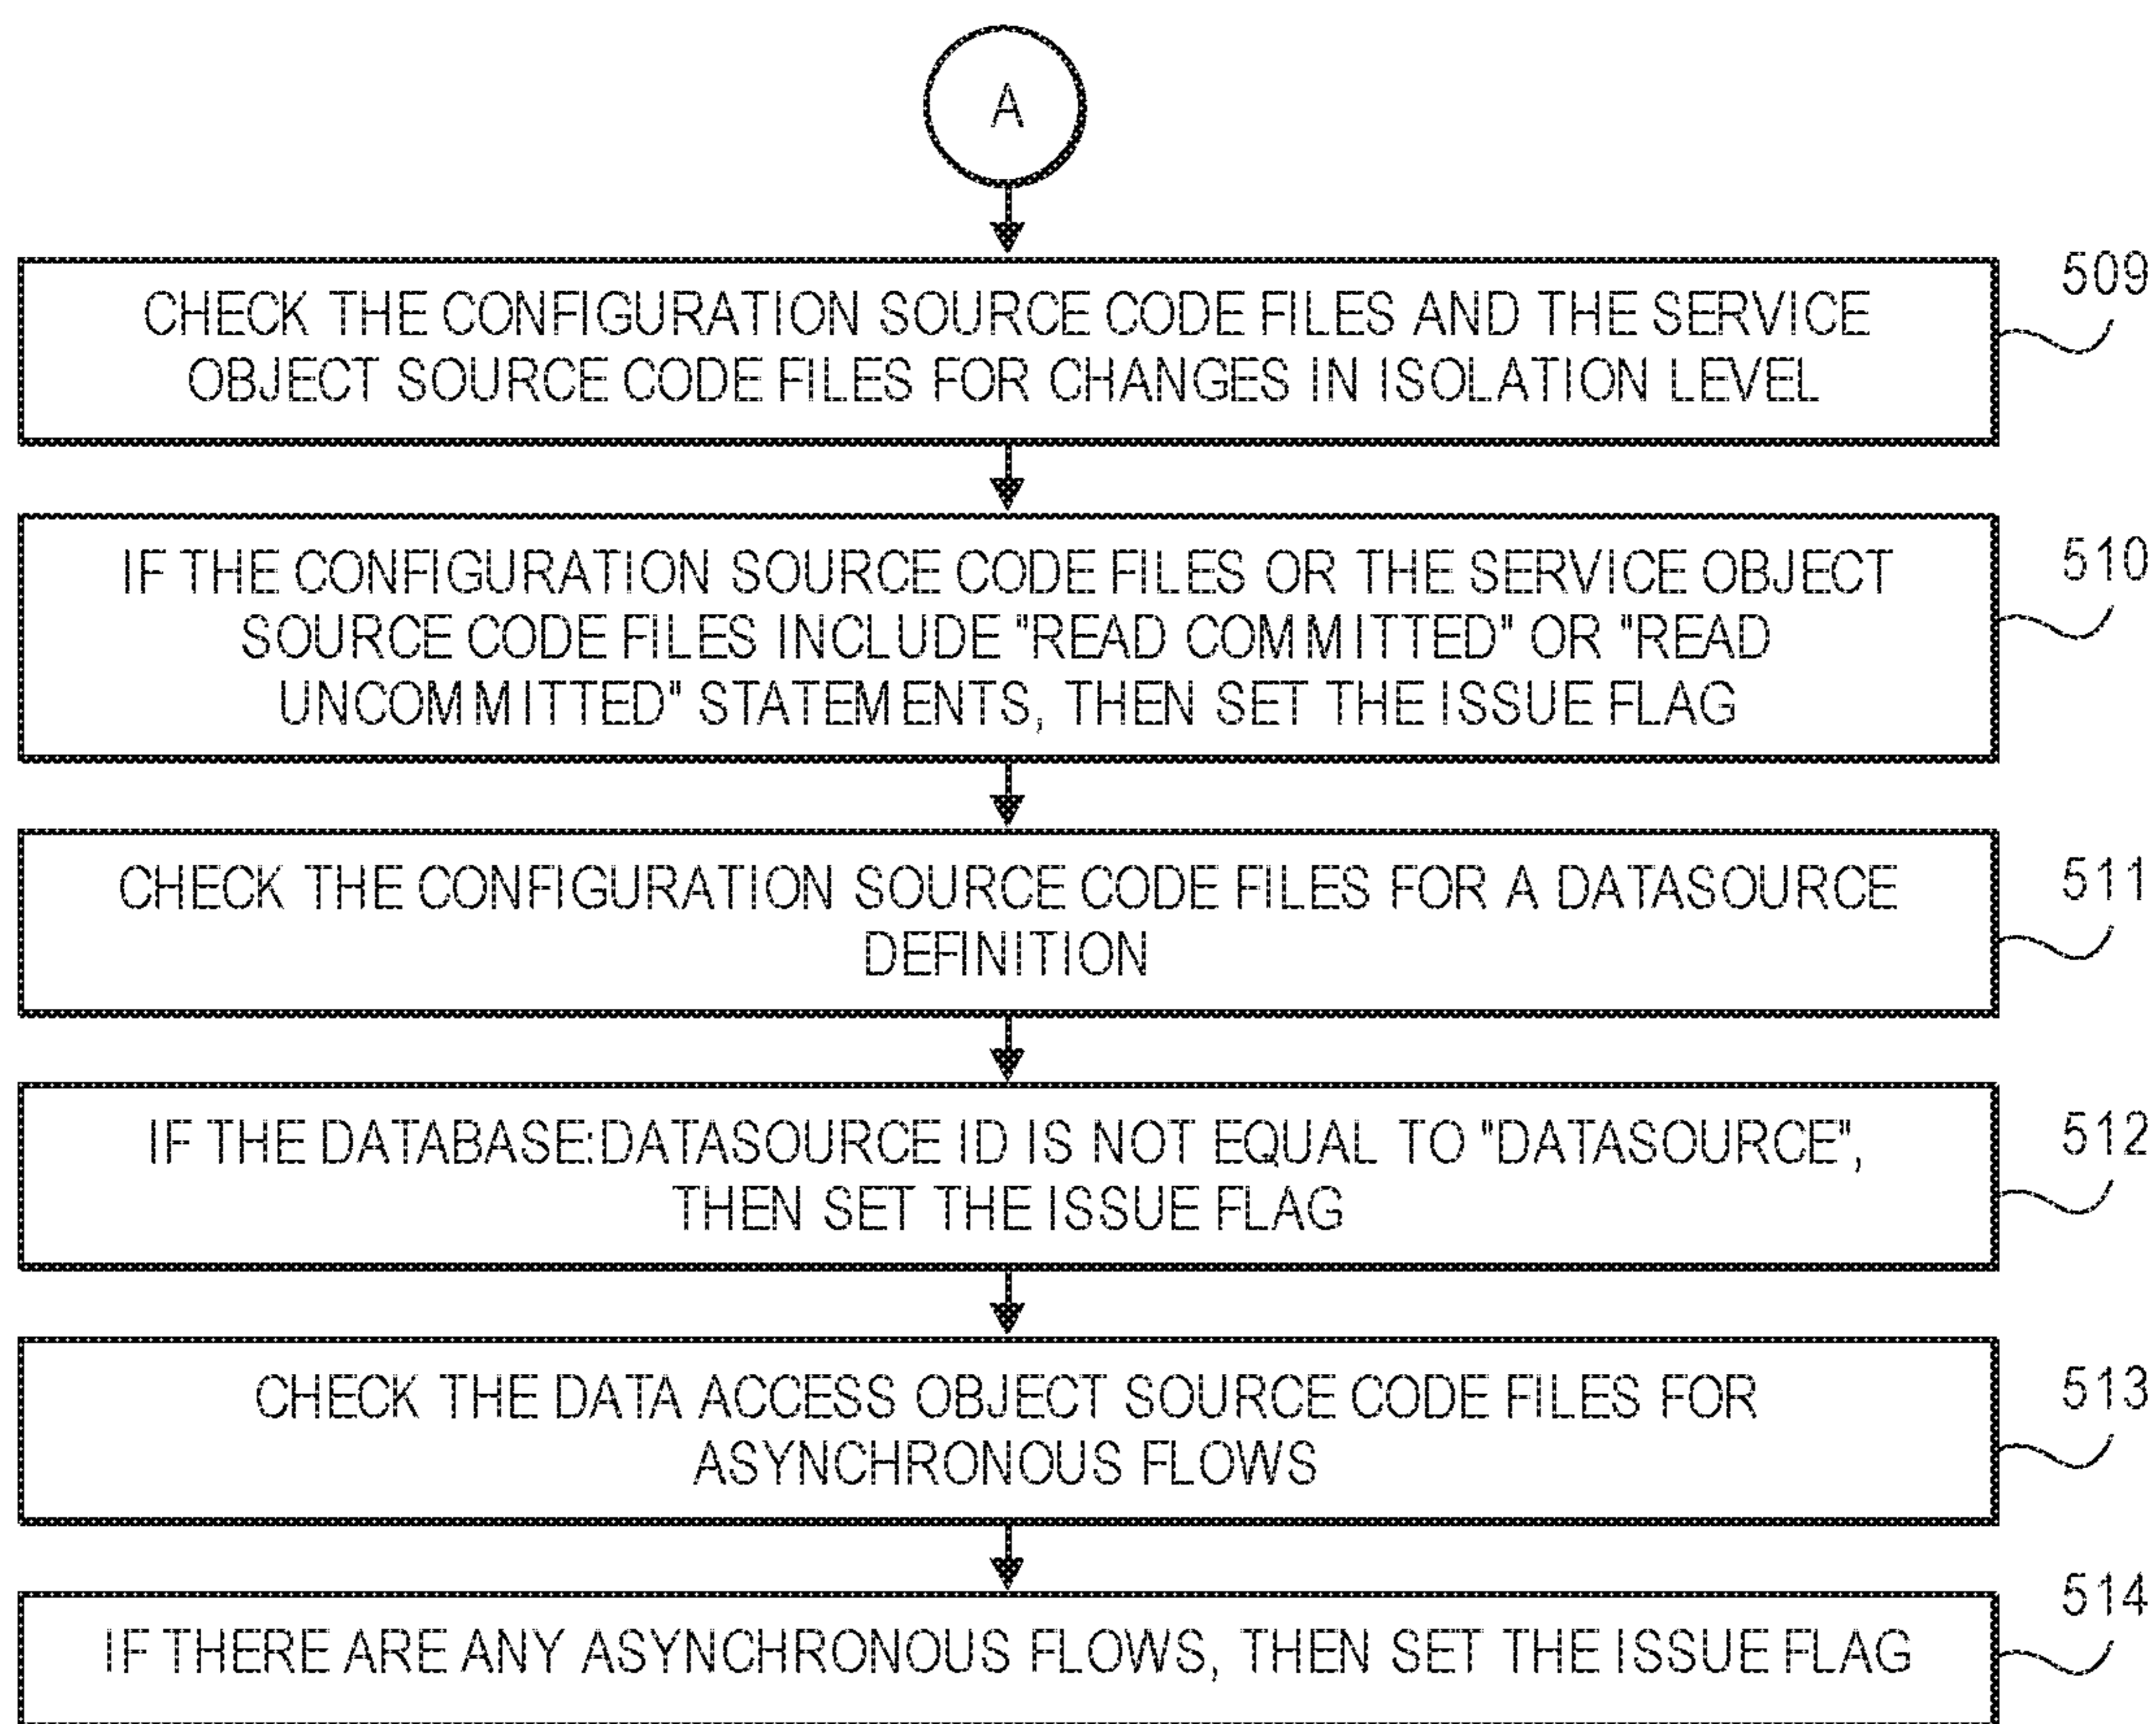 A
509
CHECK THE CONFIGURATION SOURCE CODE FILES AND THE SERVICE
OBJECT SOURCE CODE FILES FOR CHANGES IN ISOLATION LEVEL
510
IF THE CONFIGURATION SOURCE CODE FILES OR THE SERVICE OBJECT
SOURCE CODE FILES INCLUDE "READ COMMITTED" OR "READ
UNCOMMITTED" STATEMENTS, THEN SET THE ISSUE FLAG
511
CHECK THE CONFIGURATION SOURCE CODE FILES FOR A DATASOURCE
DEFINITION
512
IF THE DATABASE:DATASOURCE ID IS NOT EQUAL TO "DATASOURCE",
THEN SET THE ISSUE FLAG
513
CHECK THE DATA ACCESS OBJECT SOURCE CODE FILES FOR
ASYNCHRONOUS FLOWS
514
IF THERE ARE ANY ASYNCHRONOUS FLOWS, THEN SET THE ISSUE FLAG